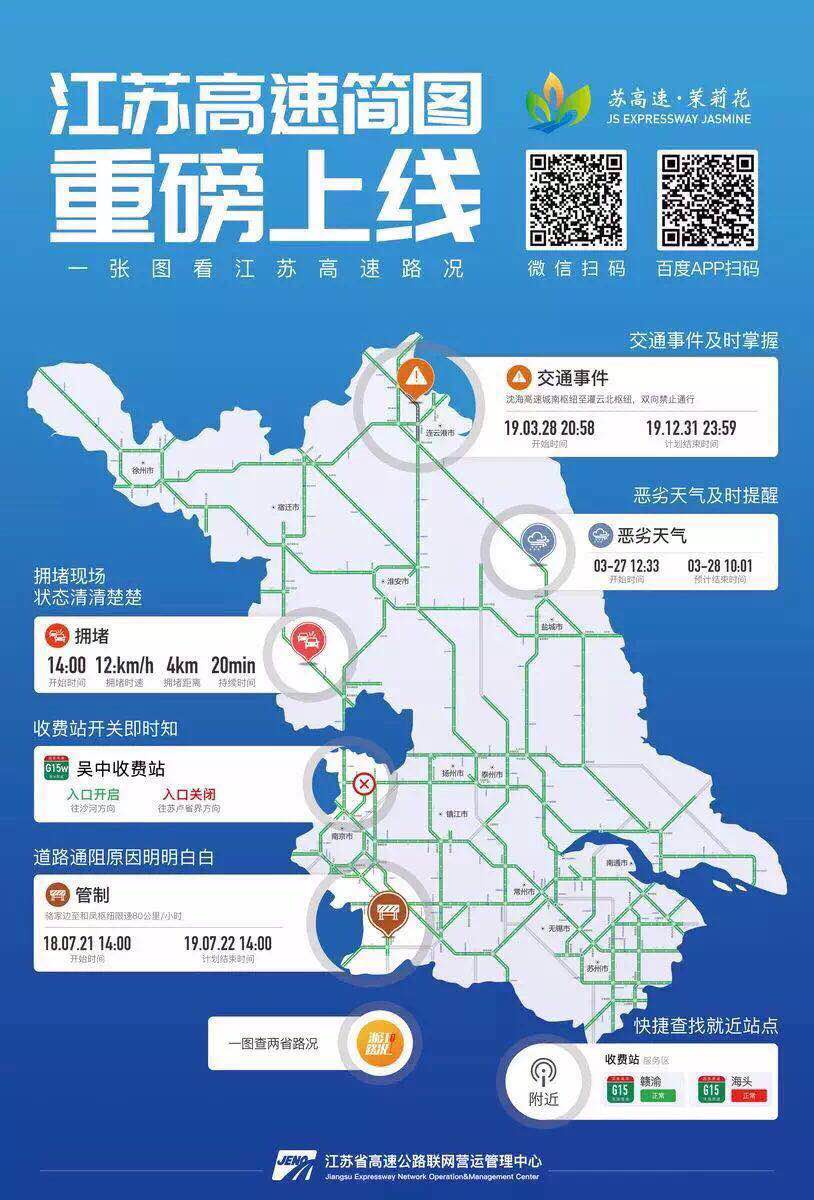 江苏高速简图
重磅上线
一张图看江苏高速路况
苏高速·茉莉花
JS EXPRESSWAY JASMINE
微信扫码
百度APP扫码
交通事件及时掌握
交通事件
沈海高速城南枢纽至灌云北枢纽，双向禁止通行
19.03.28 20:58
19.12.31 23:59
开始时间
计划结束时间
恶劣天气及时提醒
恶劣天气
03-27 12:33
03-28 10:01
开始时间
预计结束时间
拥堵现场
状态清清楚楚
拥堵
14:00
12:km/h
4km
20min
开始时间
拥堵时速
拥堵距离
持续时间
收费站开关即时知
G15w
吴中收费站
入口开启
入口关闭
往沙河方向
往苏卢省界方向
道路通阻原因明明白白
管制
骆家边至和凤枢纽限速80公里/小时
18.07.21 14:00
19.07.22 14:00
开始时间
计划结束时间
连云港市
徐州市
宿迁市
淮安市
盐城市
扬州市
泰州市
镇江市
南京市
南通市
常州市
无锡市
苏州市
一图查两省路况
浙江
路况
快捷查找就近站点
附近
收费站 服务区
G15
赣渝
正常
G15
海头
正常
JENO
江苏省高速公路联网营运管理中心
Jiangsu Expressway Network Operation&Management Center